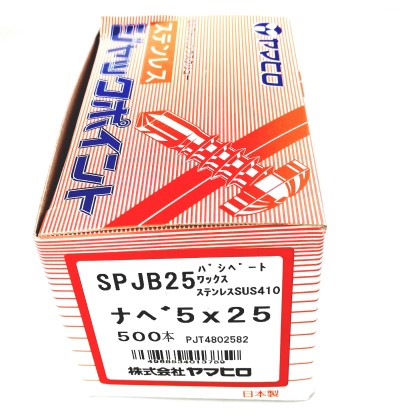 ヤマヒロ
ステンレス
ジャックポイント
SPJB25
パシペート
ワックス
ステンレスSUS410
ナベ5x25
500本 PJT4802582
株式会社ヤマヒロ
日本製